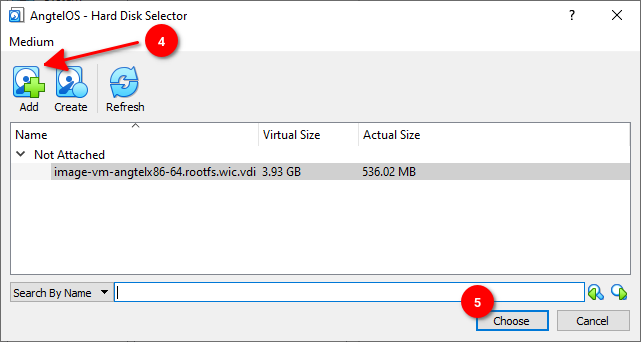 AngtelOS - Hard Disk Selector
?
Medium
4
Add Create Refresh
Name Virtual Size Actual Size
Not Attached
image-vm-angtelx86-64.rootfs.wic.vdi 3.93 GB 536.02 MB
Search By Name
5
Choose Cancel